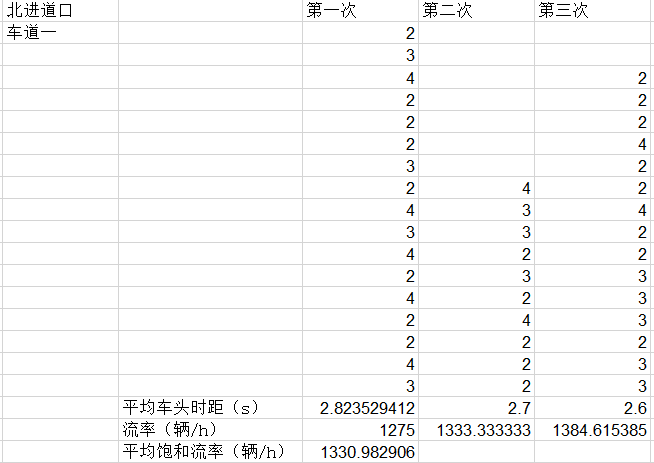 北进道口 第一次 第二次 第三次
车道一 2
3
4 2
2 2
2 2
2 4
3 2
2 4 2
4 3 4
3 3 2
4 2 2
2 3 3
4 2 3
2 4 3
2 2 2
4 2 3
3 2 3
平均车头时距（s） 2.823529412 2.7 2.6
流率（辆/h） 1275 1333.333333 1384.615385
平均饱和流率（辆/h） 1330.982906